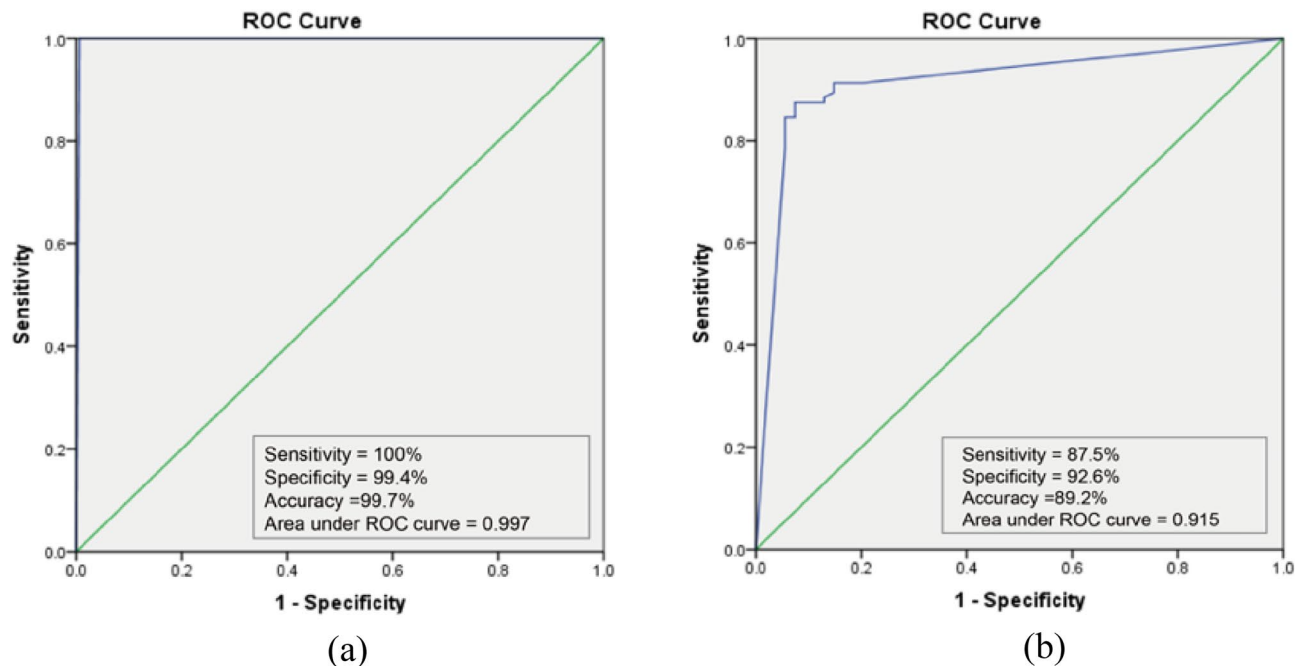 ROC Curve
1.0
0.8
0.6
0.4
0.2
0.0
Sensitivity
Sensitivity = 100%
Specificity = 99.4%
Accuracy =99.7%
Area under ROC curve = 0.997
0.0 0.2 0.4 0.6 0.8 1.0
1 - Specificity
(a)
ROC Curve
1.0
0.8
0.6
0.4
0.2
0.0
Sensitivity
Sensitivity = 87.5%
Specificity = 92.6%
Accuracy =89.2%
Area under ROC curve = 0.915
0.0 0.2 0.4 0.6 0.8 1.0
1 - Specificity
(b)